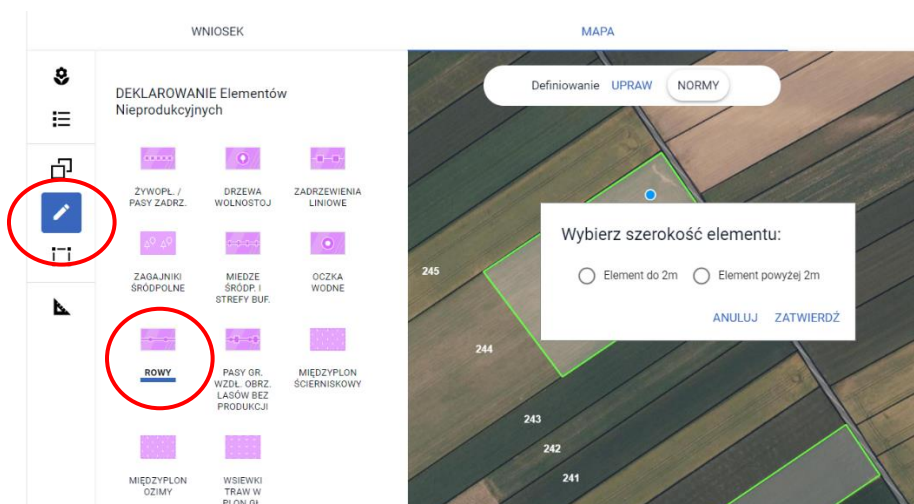 WNIOSEK
MAPA
DEKLAROWANIE Elementów
Nieprodukcyjnych
Definiowanie UPRAW NORMY
ŻYWOPŁ. /
PASY ZADRZ.
DRZEWA
WOLNOSTOJ
ZADRZEWIENIA
LINIOWE
ZAGAJNIKI
ŚRÓDPOLNE
MIEDZE
ŚRÓDP. I
STREFY BUF.
OCZKA
WODNE
ROWY
PASY GR.
WZDŁ. OBRZ.
LASÓW BEZ
PRODUKCJI
MIĘDZYPLON
ŚCIERNISKOWY
MIĘDZYPLON
OZIMY
WSIEWKI
TRAW W
PLON GŁ.
Wybierz szerokość elementu:
Element do 2m Element powyżej 2m
ANULUJ ZATWIERDŹ
245
244
243
242
241